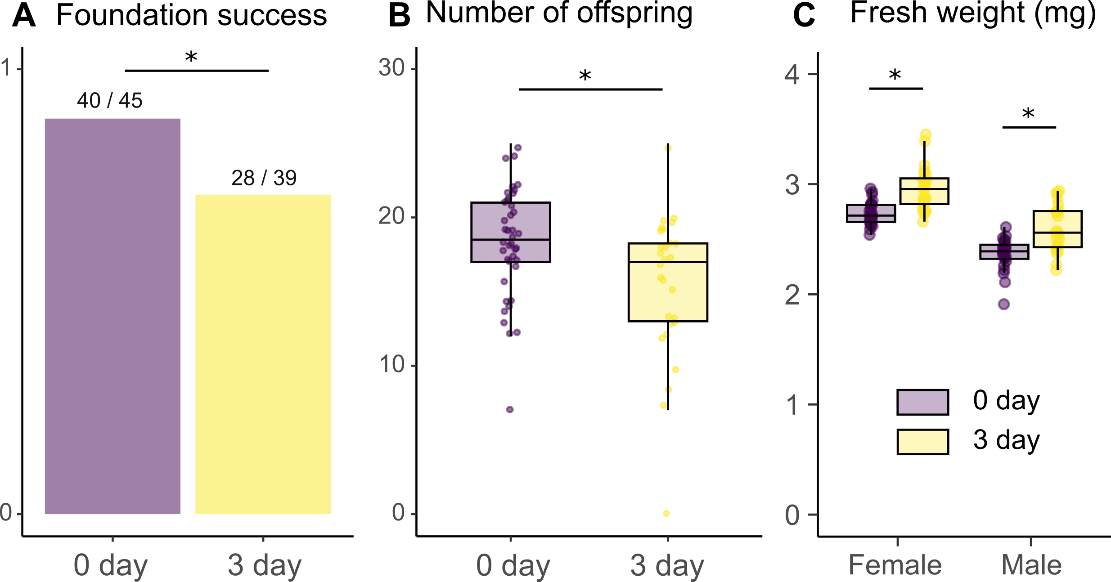 A Foundation success
*
40 / 45
28 / 39
1
0
0 day
3 day
B Number of offspring
*
30
20
10
0
0 day
3 day
C Fresh weight (mg)
*
*
4
3
2
1
0
0 day
3 day
Female
Male